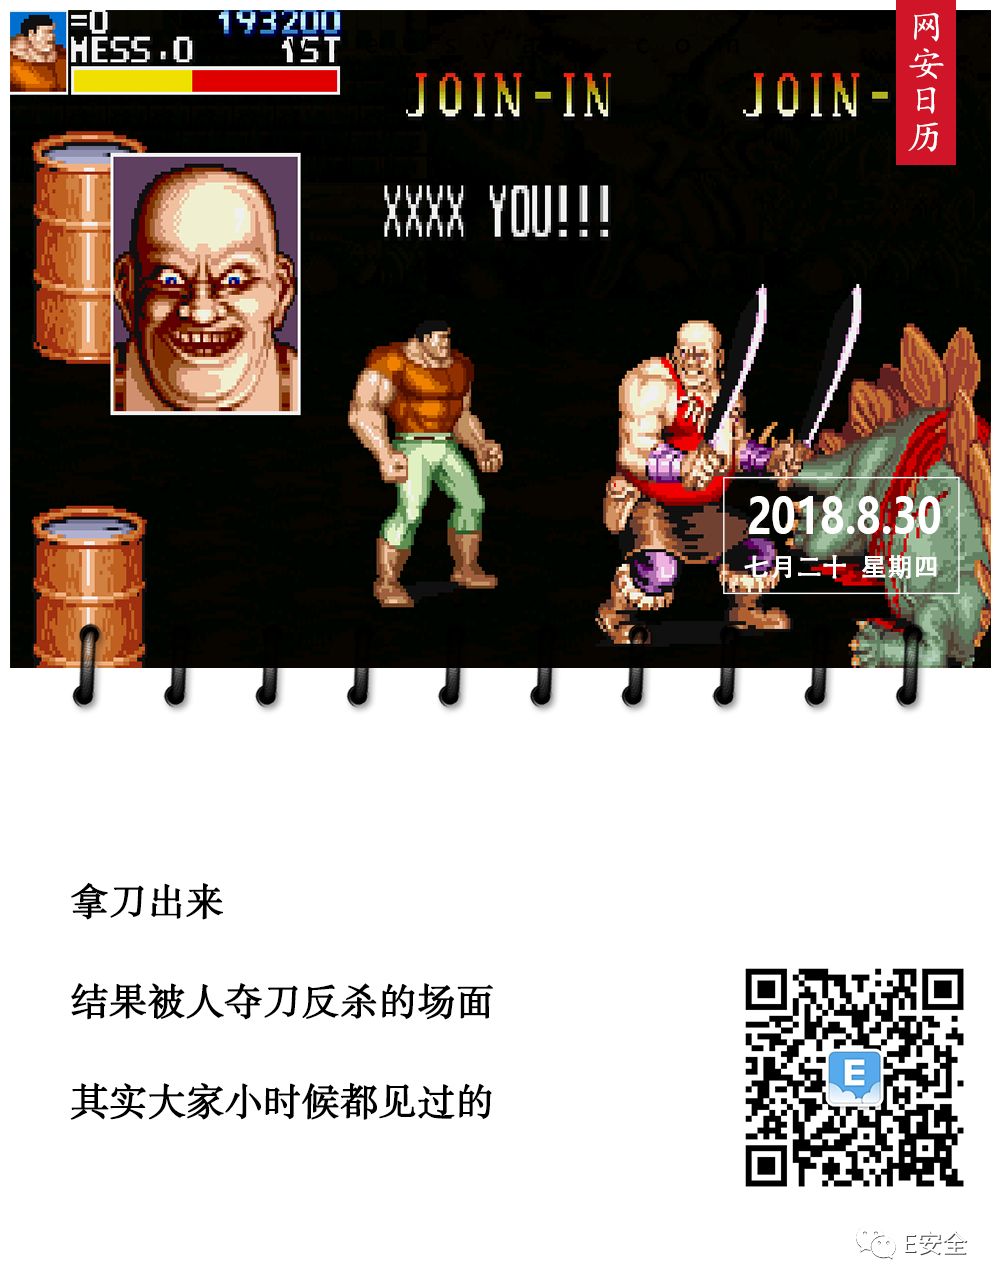 =0 193200
MESS.O 1ST
JOIN-IN JOIN-
网安日历
XXXX YOU!!!
2018.8.30
七月二十 星期四
拿刀出来
结果被人夺刀反杀的场面
其实大家小时候都见过的
E
E安全